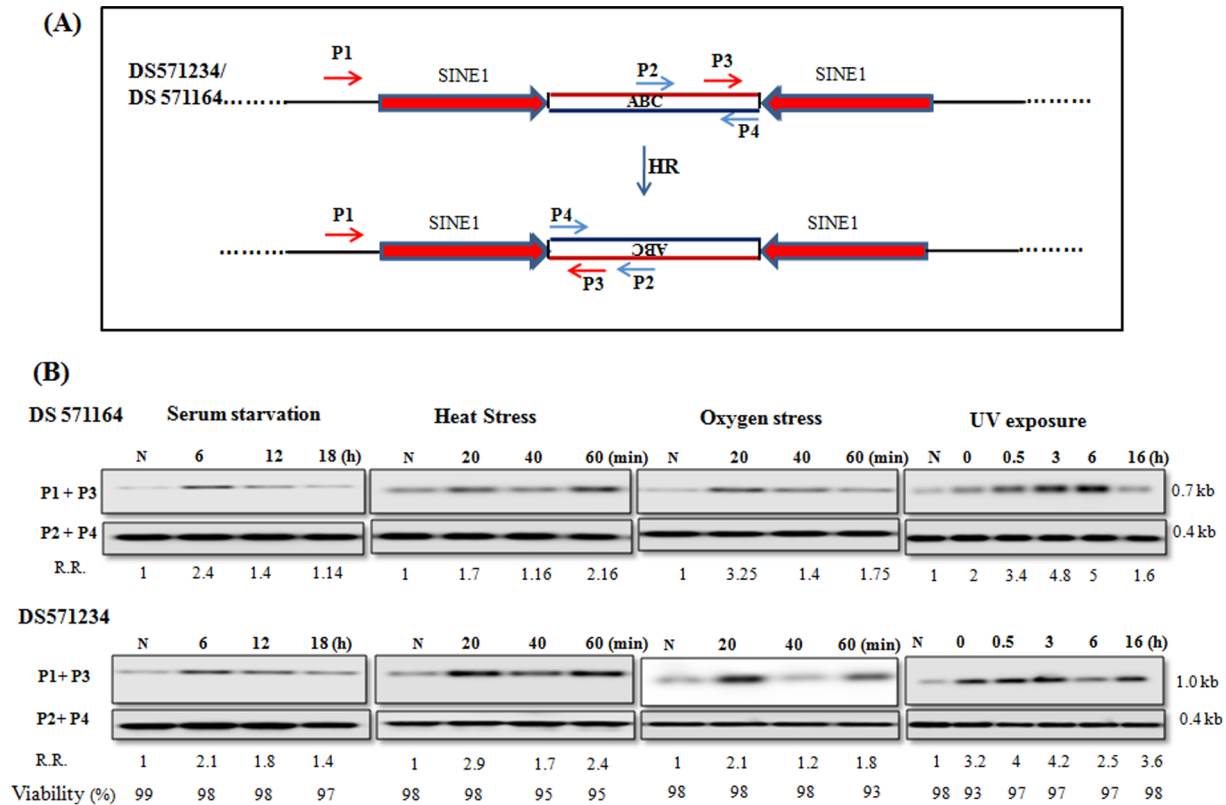 (A)
P1
DS571234/
DS 571164
SINE1
P2
P3
SINE1
ABC
P4
HR
P1
SINE1
P4
SINE1
ABC
P3
P2
(B)
DS 571164
Serum starvation
Heat Stress
Oxygen stress
UV exposure
N 6 12 18 (h) N 20 40 60 (min) N 20 40 60 (min) N 0 0.5 3 6 16 (h)
P1 + P3
0.7 kb
P2 + P4
0.4 kb
R.R. 1 2.4 1.4 1.14 1 1.7 1.16 2.16 1 3.25 1.4 1.75 1 2 3.4 4.8 5 1.6
DS571234
N 6 12 18 (h) N 20 40 60 (min) N 20 40 60 (min) N 0 0.5 3 6 16 (h)
P1+ P3
1.0 kb
P2+ P4
0.4 kb
R.R. 1 2.1 1.8 1.4 1 2.9 1.7 2.4 1 2.1 1.2 1.8 1 3.2 4 4.2 2.5 3.6
Viability (%) 99 98 98 97 98 98 95 95 98 98 98 93 98 93 97 97 97 98